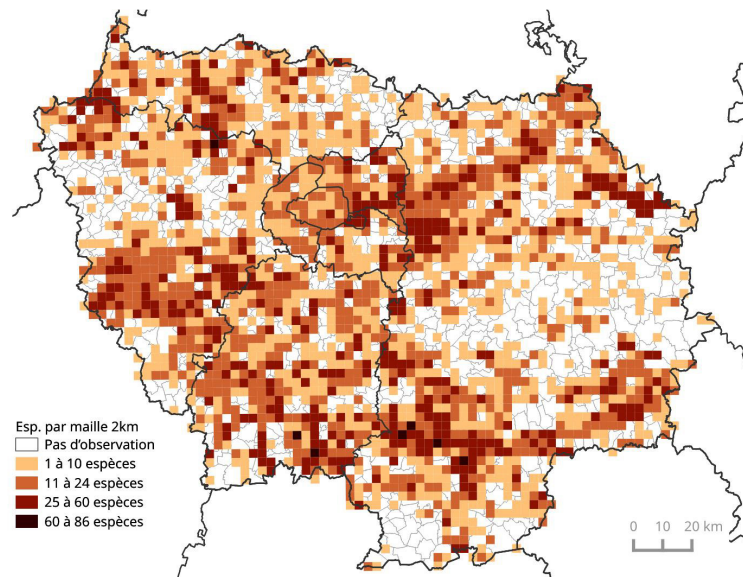 Esp. par maille 2km
Pas d'observation
1 à 10 espèces
11 à 24 espèces
25 à 60 espèces
60 à 86 espèces
0 10 20 km